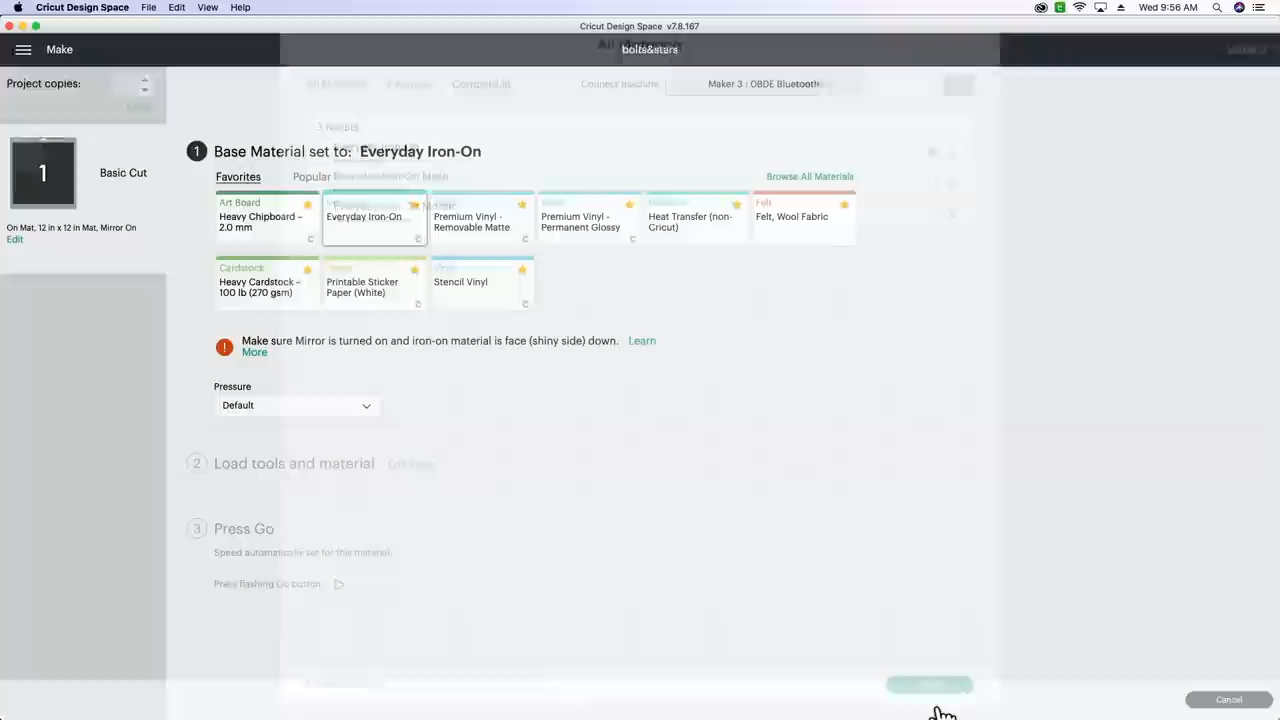 Cricut Design Space File Edit View Help Wed 9:56 AM
Cricut Design Space v7.8.167
Make bolts&stars
Project copies: Connect machine Maker 3 : OBDE Bluetooth
3 Results
1 Base Material set to: Everyday Iron-On
1 Basic Cut
Favorites Popular Browse All Materials
Art Board
Heavy Chipboard – 2.0 mm
C
Everyday Iron-On
C
Premium Vinyl - Removable Matte
C
Premium Vinyl - Permanent Glossy
C
Heat Transfer (non-Cricut)
Felt
Felt, Wool Fabric
On Mat, 12 in x 12 in Mat, Mirror On
Edit
Cardstock
Heavy Cardstock – 100 lb (270 gsm)
Printable Sticker Paper (White)
C
Stencil Vinyl
C
! Make sure Mirror is turned on and iron-on material is face (shiny side) down. Learn
More
Pressure
Default
2 Load tools and material Edit Tools
3 Press Go
Speed automatically set for this material.
Press flashing Go button.
Cancel